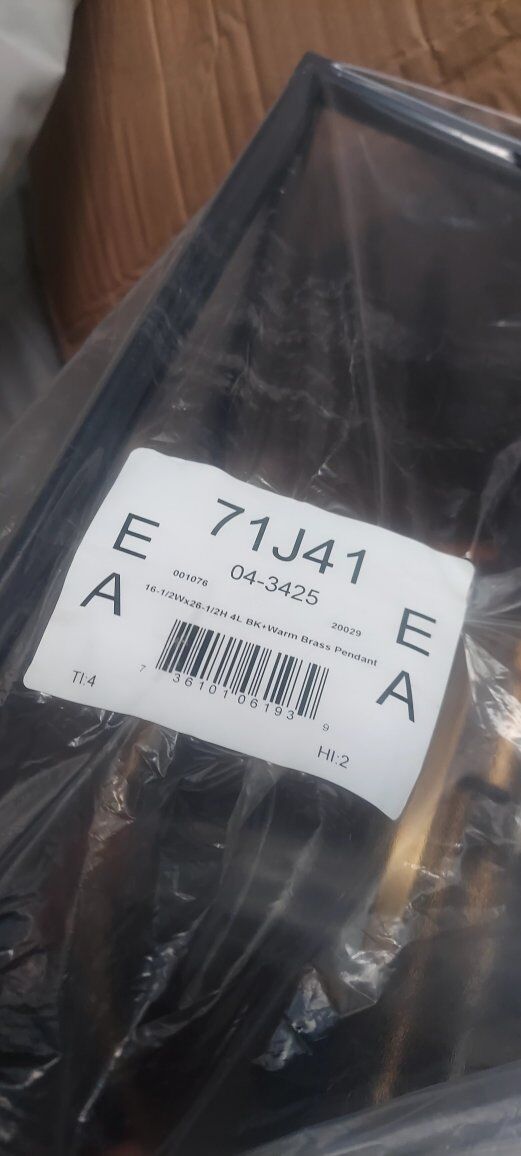 71J41
E E
04-3425
A A
001076 20029
16-1/2Wx26-1/2H 4L BK+Warm Brass Pendant
7 36101 06193 9
TI:4
HI:2